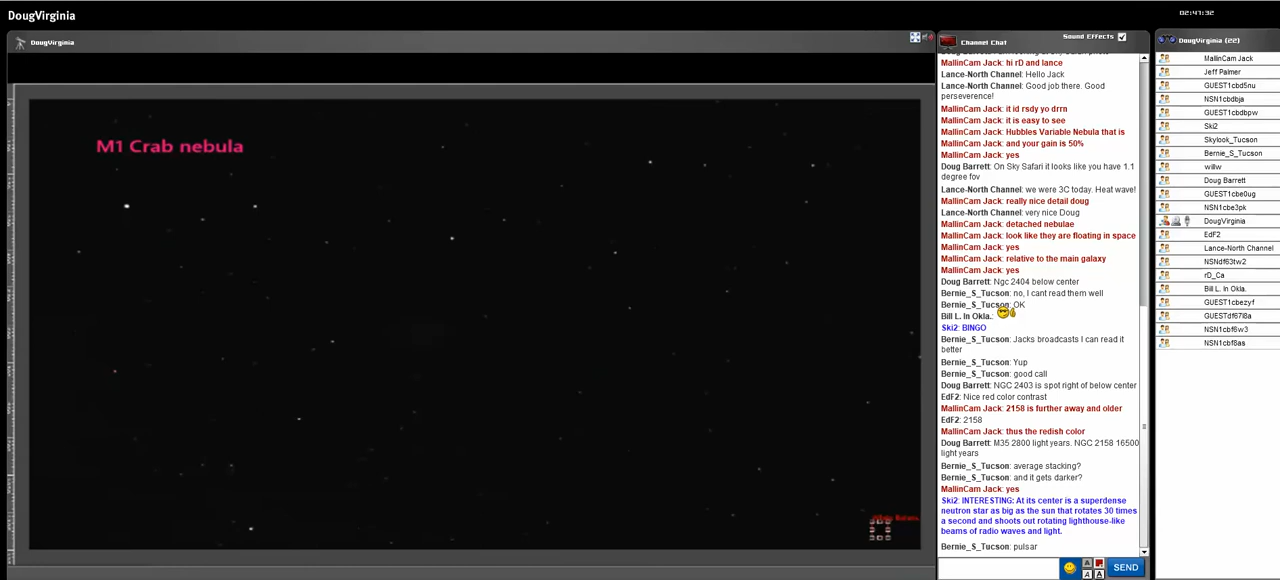 DougVirginia
02:47:32
DougVirginia
M1 Crab nebula
Channel Chat
Sound Effects
MallinCam Jack: hi rD and lance
Lance-North Channel: Hello Jack
Lance-North Channel: Good job there. Good
perseverence!
MallinCam Jack: it id rsdy yo drrn
MallinCam Jack: it is easy to see
MallinCam Jack: Hubbles Variable Nebula that is
MallinCam Jack: and your gain is 50%
MallinCam Jack: yes
Doug Barrett: On Sky Safari it looks like you have 1.1
degree fov
Lance-North Channel: we were 3C today. Heat wave!
MallinCam Jack: really nice detail doug
Lance-North Channel: very nice Doug
MallinCam Jack: detached nebulae
MallinCam Jack: look like they are floating in space
MallinCam Jack: yes
MallinCam Jack: relative to the main galaxy
MallinCam Jack: yes
Doug Barrett: Ngc 2404 below center
Bernie_S_Tucson: no, I cant read them well
Bernie_S_Tucson: OK
Bill L. In Okla.:
Ski2: BINGO
Bernie_S_Tucson: Jacks broadcasts I can read it
better
Bernie_S_Tucson: Yup
Bernie_S_Tucson: good call
Doug Barrett: NGC 2403 is spot right of below center
EdF2: Nice red color contrast
MallinCam Jack: 2158 is further away and older
EdF2: 2158
MallinCam Jack: thus the redish color
Doug Barrett: M35 2800 light years. NGC 2158 16500
light years
Bernie_S_Tucson: average stacking?
Bernie_S_Tucson: and it gets darker?
MallinCam Jack: yes
Ski2: INTERESTING: At its center is a superdense
neutron star as big as the sun that rotates 30 times
a second and shoots out rotating lighthouse-like
beams of radio waves and light.
Bernie_S_Tucson: pulsar
A
A A
SEND
DougVirginia (22)
MallinCam Jack
Jeff Palmer
GUEST1cbd5nu
NSN1cbdbja
GUEST1cbdbpw
Ski2
Skylook_Tucson
Bernie_S_Tucson
willw
Doug Barrett
GUEST1cbe0ug
NSN1cbe3pk
DougVirginia
EdF2
Lance-North Channel
NSNdf63tw2
rD_Ca
Bill L. In Okla.
GUEST1cbezyf
GUESTdf67l8a
NSN1cbf6w3
NSN1cbf8as